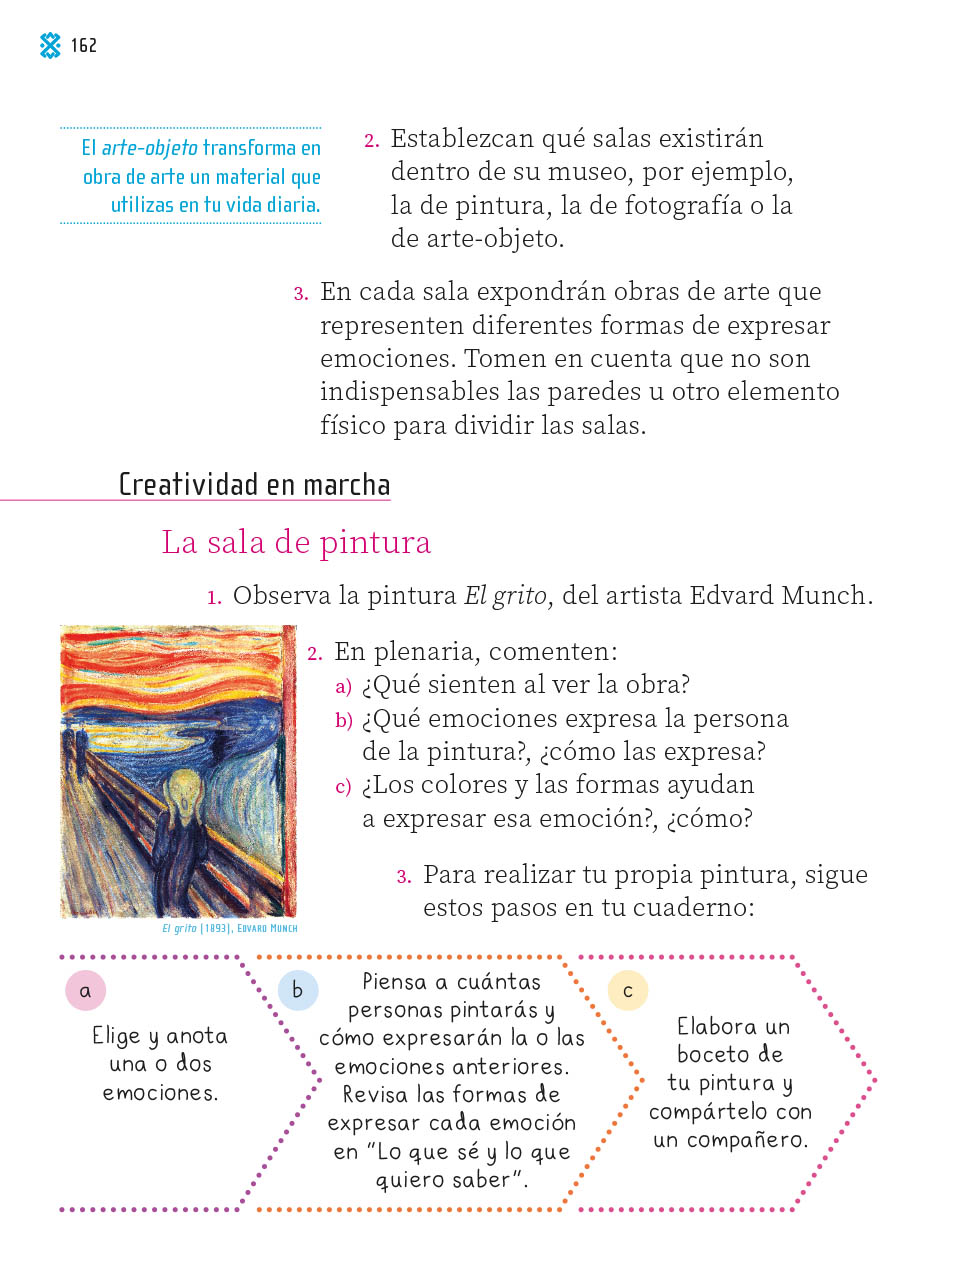 162
El arte-objeto transforma en
obra de arte un material que
utilizas en tu vida diaria.
2. Establezcan qué salas existirán
dentro de su museo, por ejemplo,
la de pintura, la de fotografía o la
de arte-objeto.
3. En cada sala expondrán obras de arte que
representen diferentes formas de expresar
emociones. Tomen en cuenta que no son
indispensables las paredes u otro elemento
físico para dividir las salas.
Creatividad en marcha
La sala de pintura
1. Observa la pintura El grito, del artista Edvard Munch.
2. En plenaria, comenten:
a) ¿Qué sienten al ver la obra?
b) ¿Qué emociones expresa la persona
de la pintura?, ¿cómo las expresa?
c) ¿Los colores y las formas ayudan
a expresar esa emoción?, ¿cómo?
El grito (1893), Edvard Munch
3. Para realizar tu propia pintura, sigue
estos pasos en tu cuaderno:
a
Elige y anota
una o dos
emociones.
b
Piensa a cuántas
personas pintarás y
cómo expresarán la o las
emociones anteriores.
Revisa las formas de
expresar cada emoción
en “Lo que sé y lo que
quiero saber”.
c
Elabora un
boceto de
tu pintura y
compártelo con
un compañero.